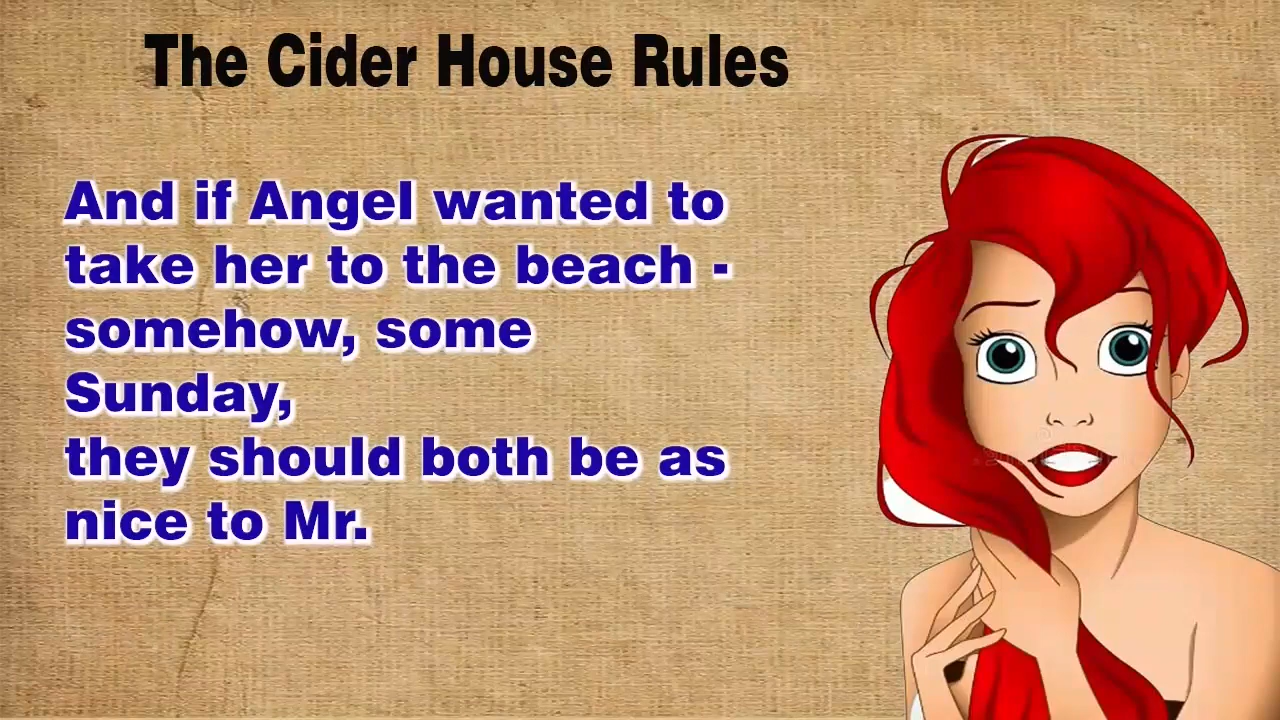 The Cider House Rules
And if Angel wanted to
take her to the beach -
somehow, some
Sunday,
they should both be as
nice to Mr.